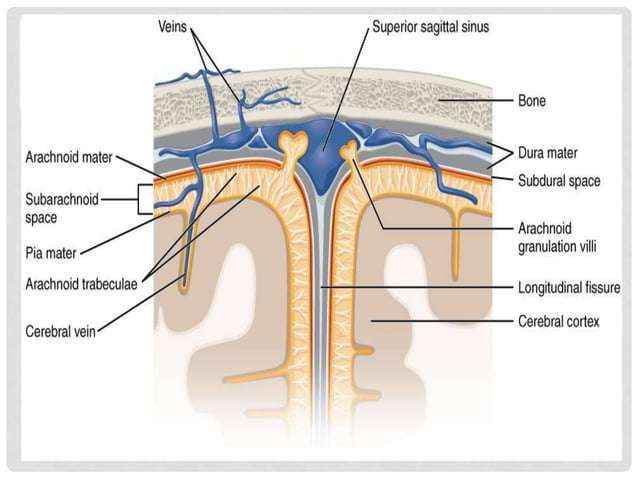 Veins
Superior sagittal sinus
Bone
Arachnoid mater
Dura mater
Subdural space
Subarachnoid
space
Arachnoid
granulation villi
Pia mater
Arachnoid trabeculae
Longitudinal fissure
Cerebral vein
Cerebral cortex